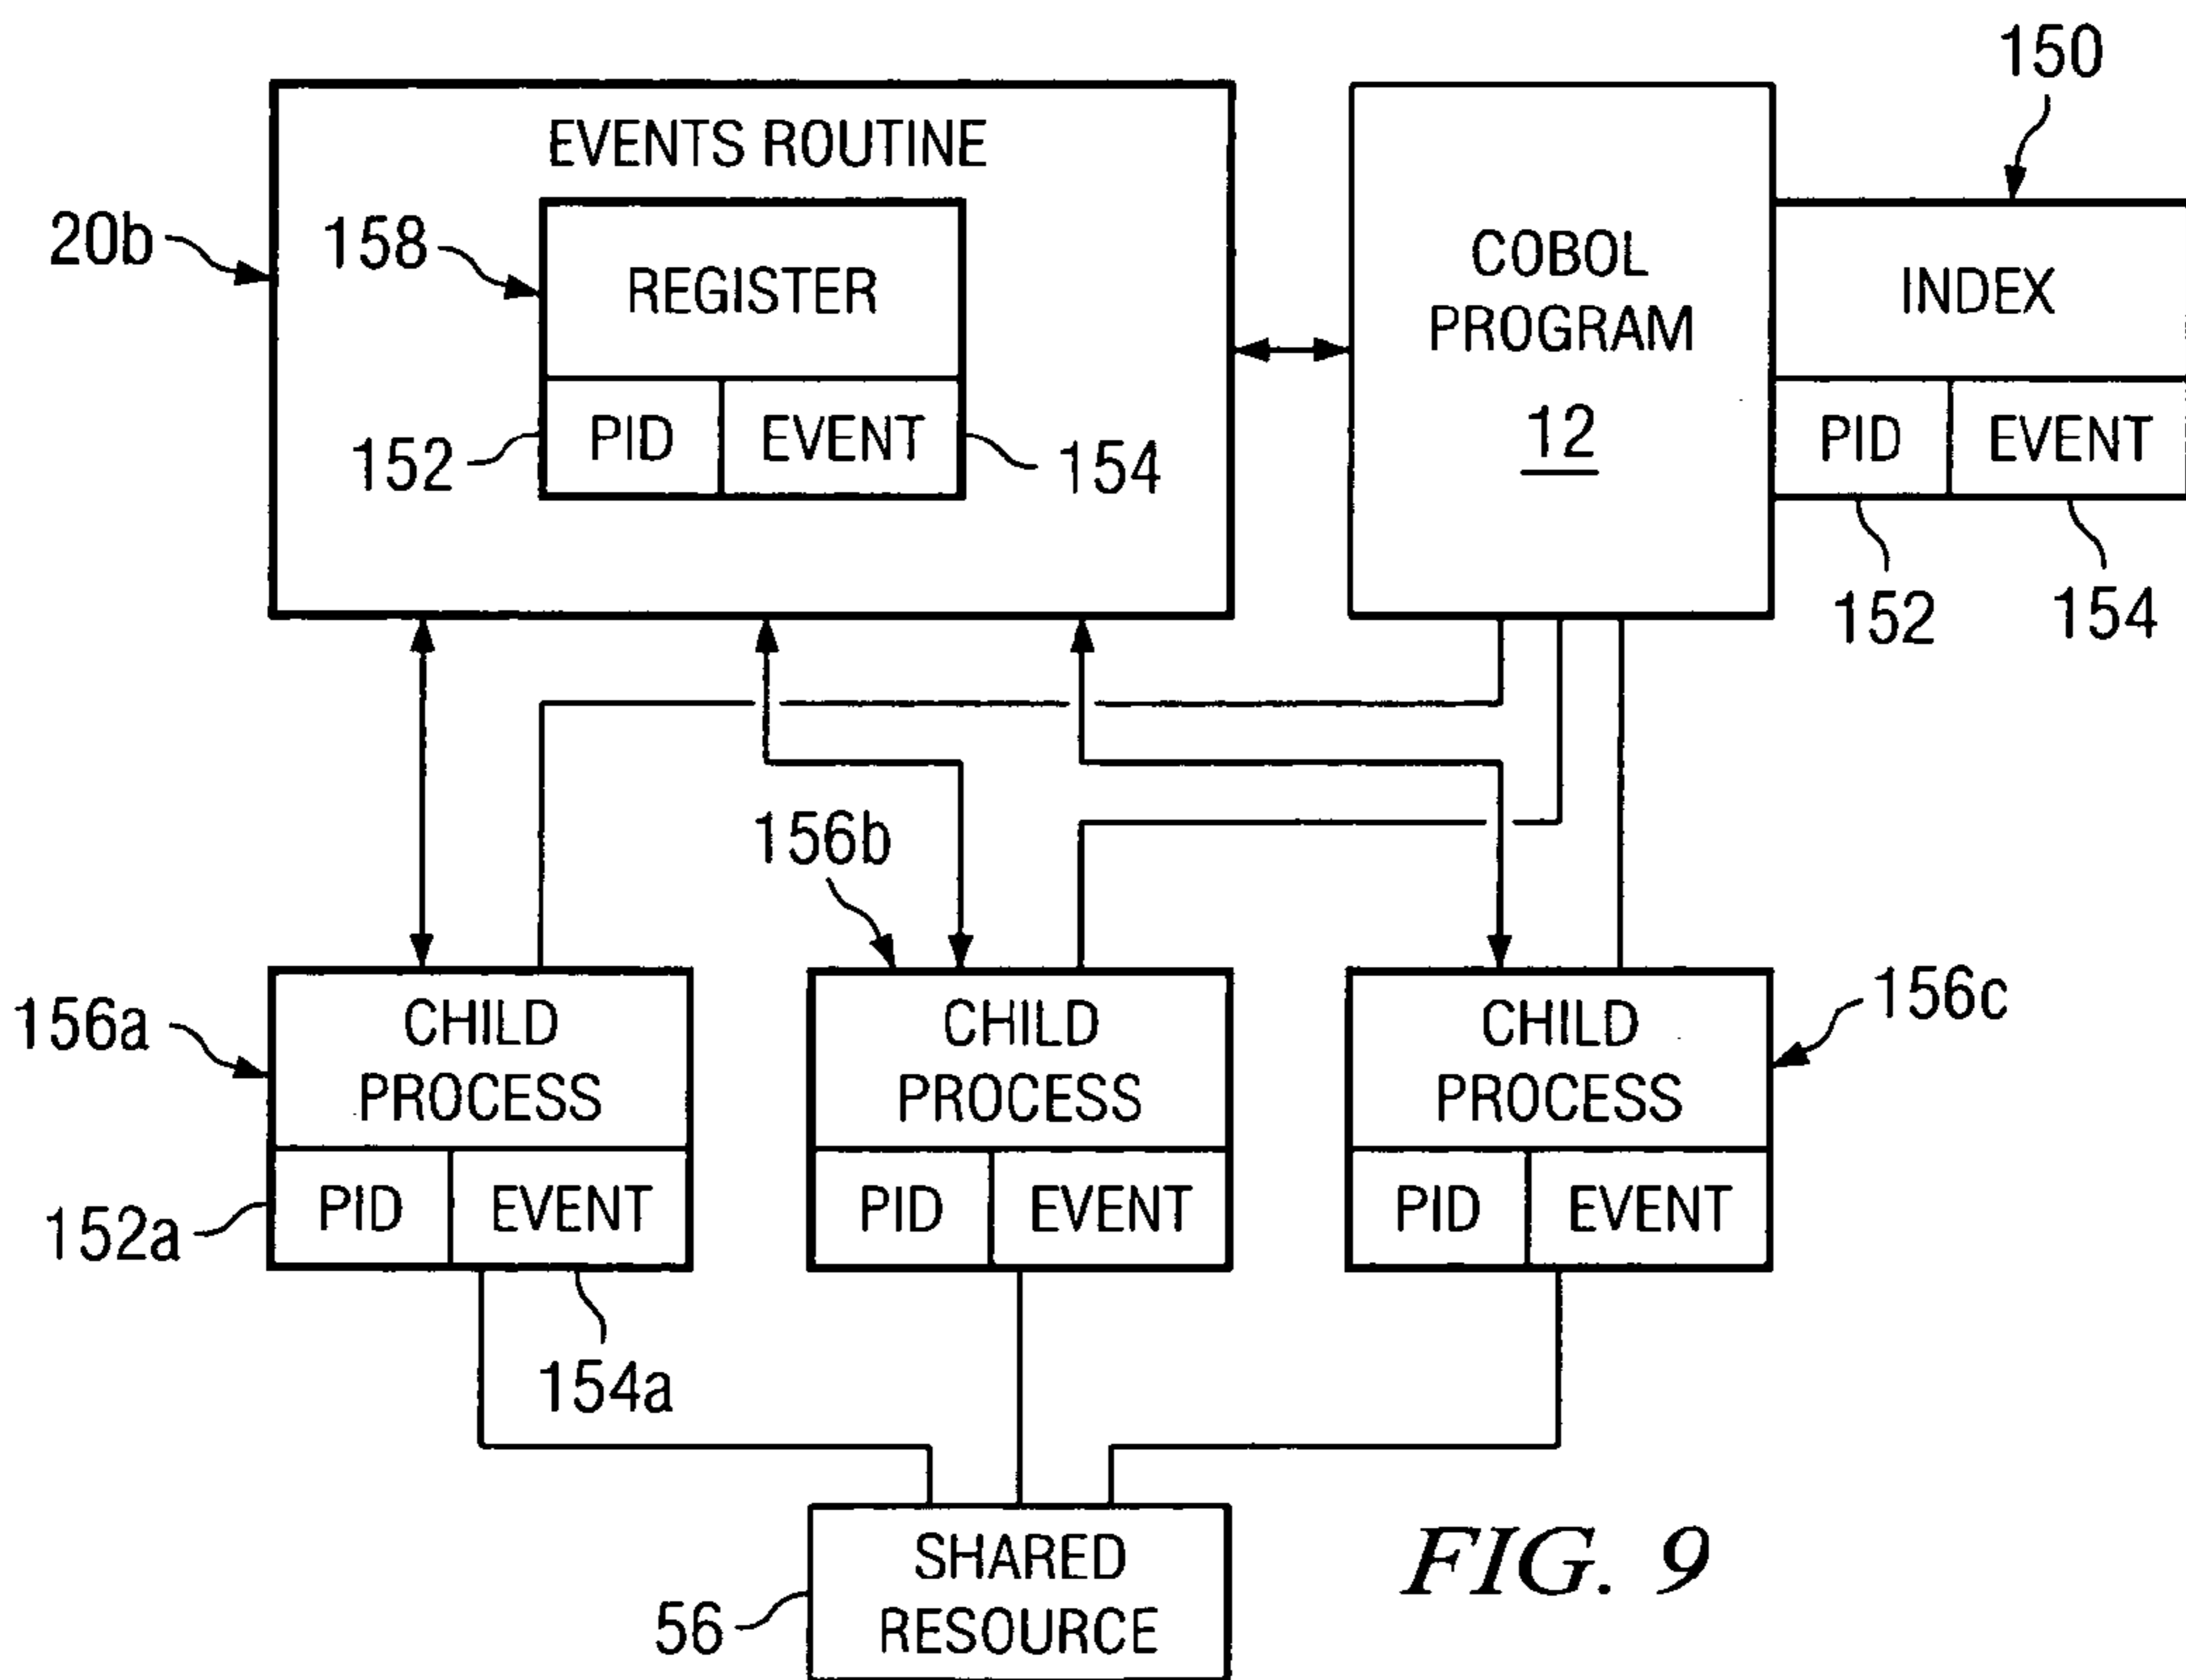 150
EVENTS ROUTINE
20b
158
REGISTER
COBOL
PROGRAM
12
INDEX
152
PID
EVENT
154
PID
EVENT
152
154
156b
156a
CHILD
PROCESS
CHILD
PROCESS
CHILD
PROCESS
156c
152a
PID
EVENT
PID
EVENT
PID
EVENT
154a
56
SHARED
RESOURCE
FIG. 9